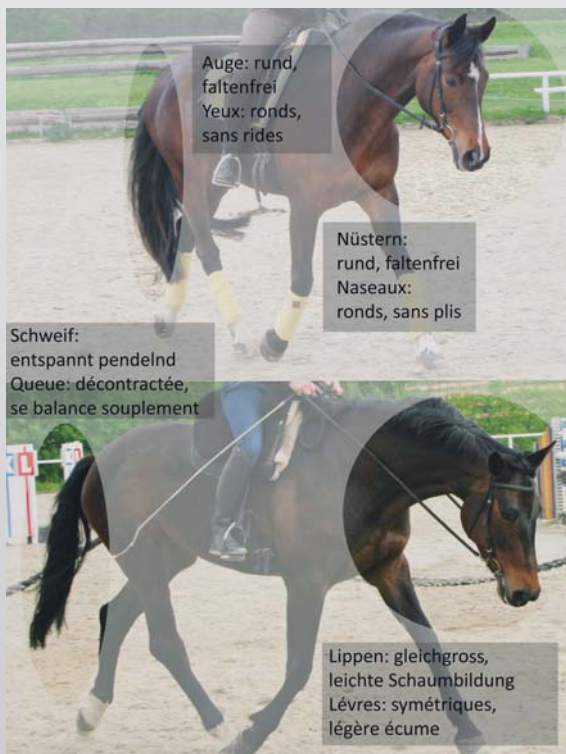 Auge: rund,
faltenfrei
Yeux: ronds,
sans rides
Nüstern:
rund, faltenfrei
Naseaux:
ronds, sans plis
Schweif:
entspannt pendelnd
Queue: décontractée,
se balance souplement
L
L
Lippen: gleichgross,
leichte Schaumbildung
Lévres: symétriques,
légère écume